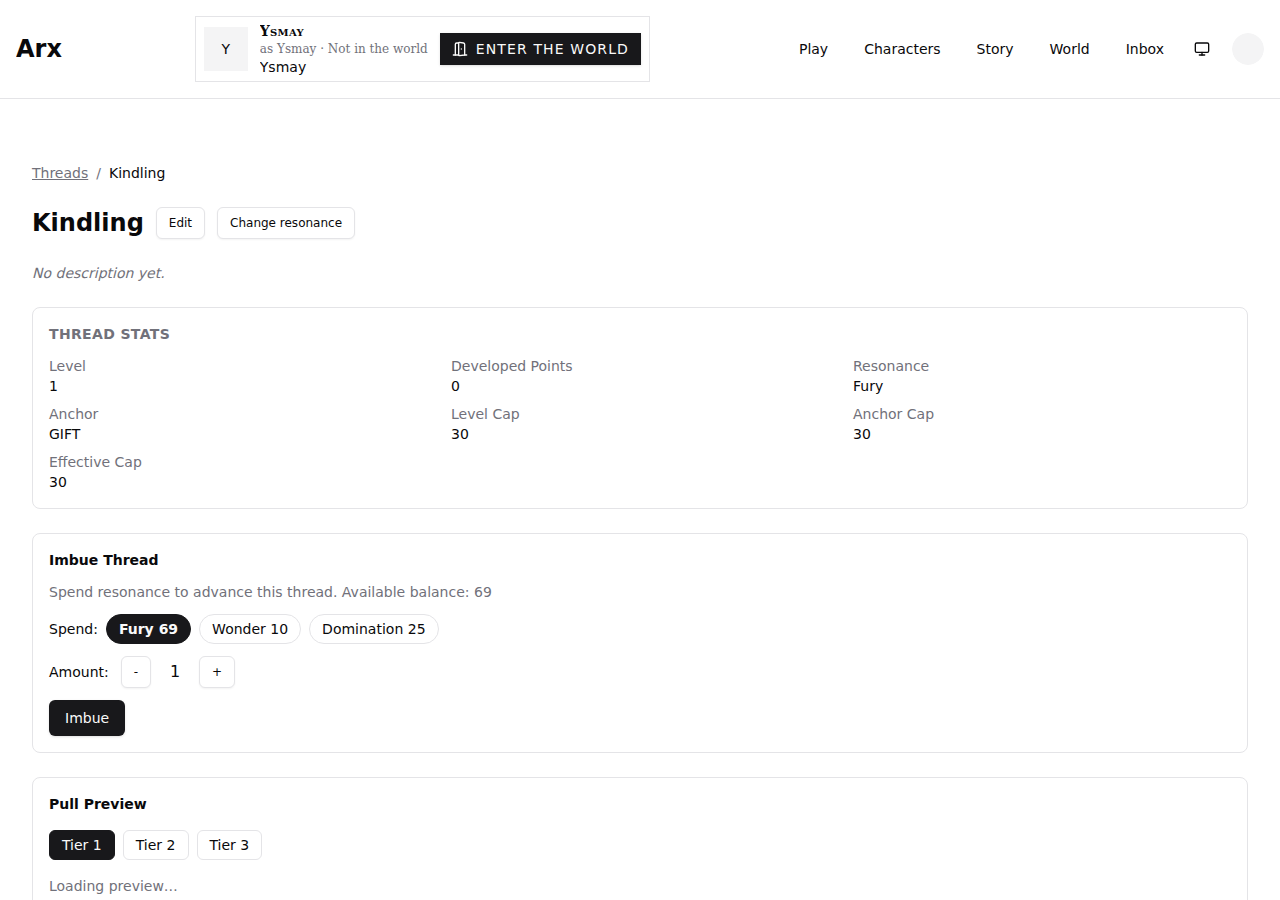 Arx
Y
Ysmay
as Ysmay · Not in the world
Ysmay
ENTER THE WORLD
Play
Characters
Story
World
Inbox
Threads / Kindling
Kindling
Edit
Change resonance
No description yet.
THREAD STATS
Level
1
Developed Points
0
Resonance
Fury
Anchor
GIFT
Level Cap
30
Anchor Cap
30
Effective Cap
30
Imbue Thread
Spend resonance to advance this thread. Available balance: 69
Spend: Fury 69 Wonder 10 Domination 25
Amount: - 1 +
Imbue
Pull Preview
Tier 1 Tier 2 Tier 3
Loading preview…